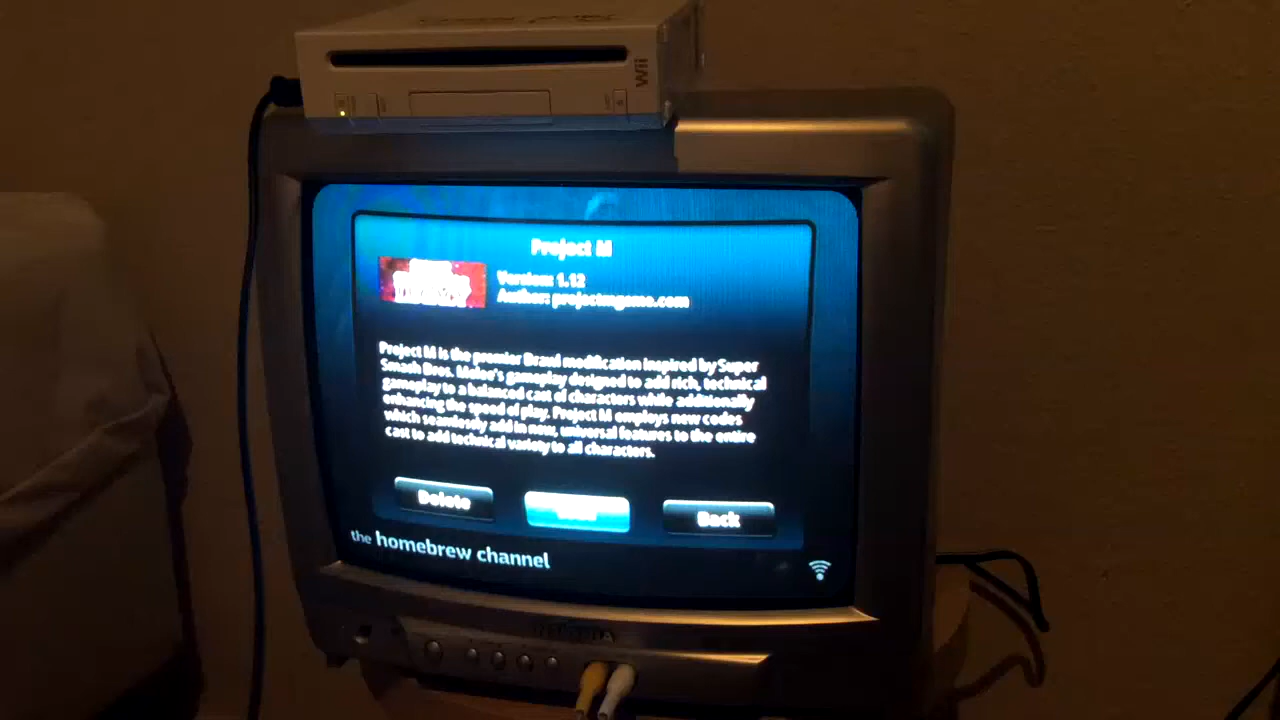 Wii
Project M
Version: 1.12
Author: projectmgame.com
Project M is the premier Brawl modification inspired by Super
Smash Bros. Melee's gameplay designed to add rich, technical
gameplay to a balanced cast of characters while additionally
enhancing the speed of play. Project M employs new codes
which seamlessly add in new, universal features to the entire
cast to add technical variety to all characters.
Delete
Back
the homebrew channel